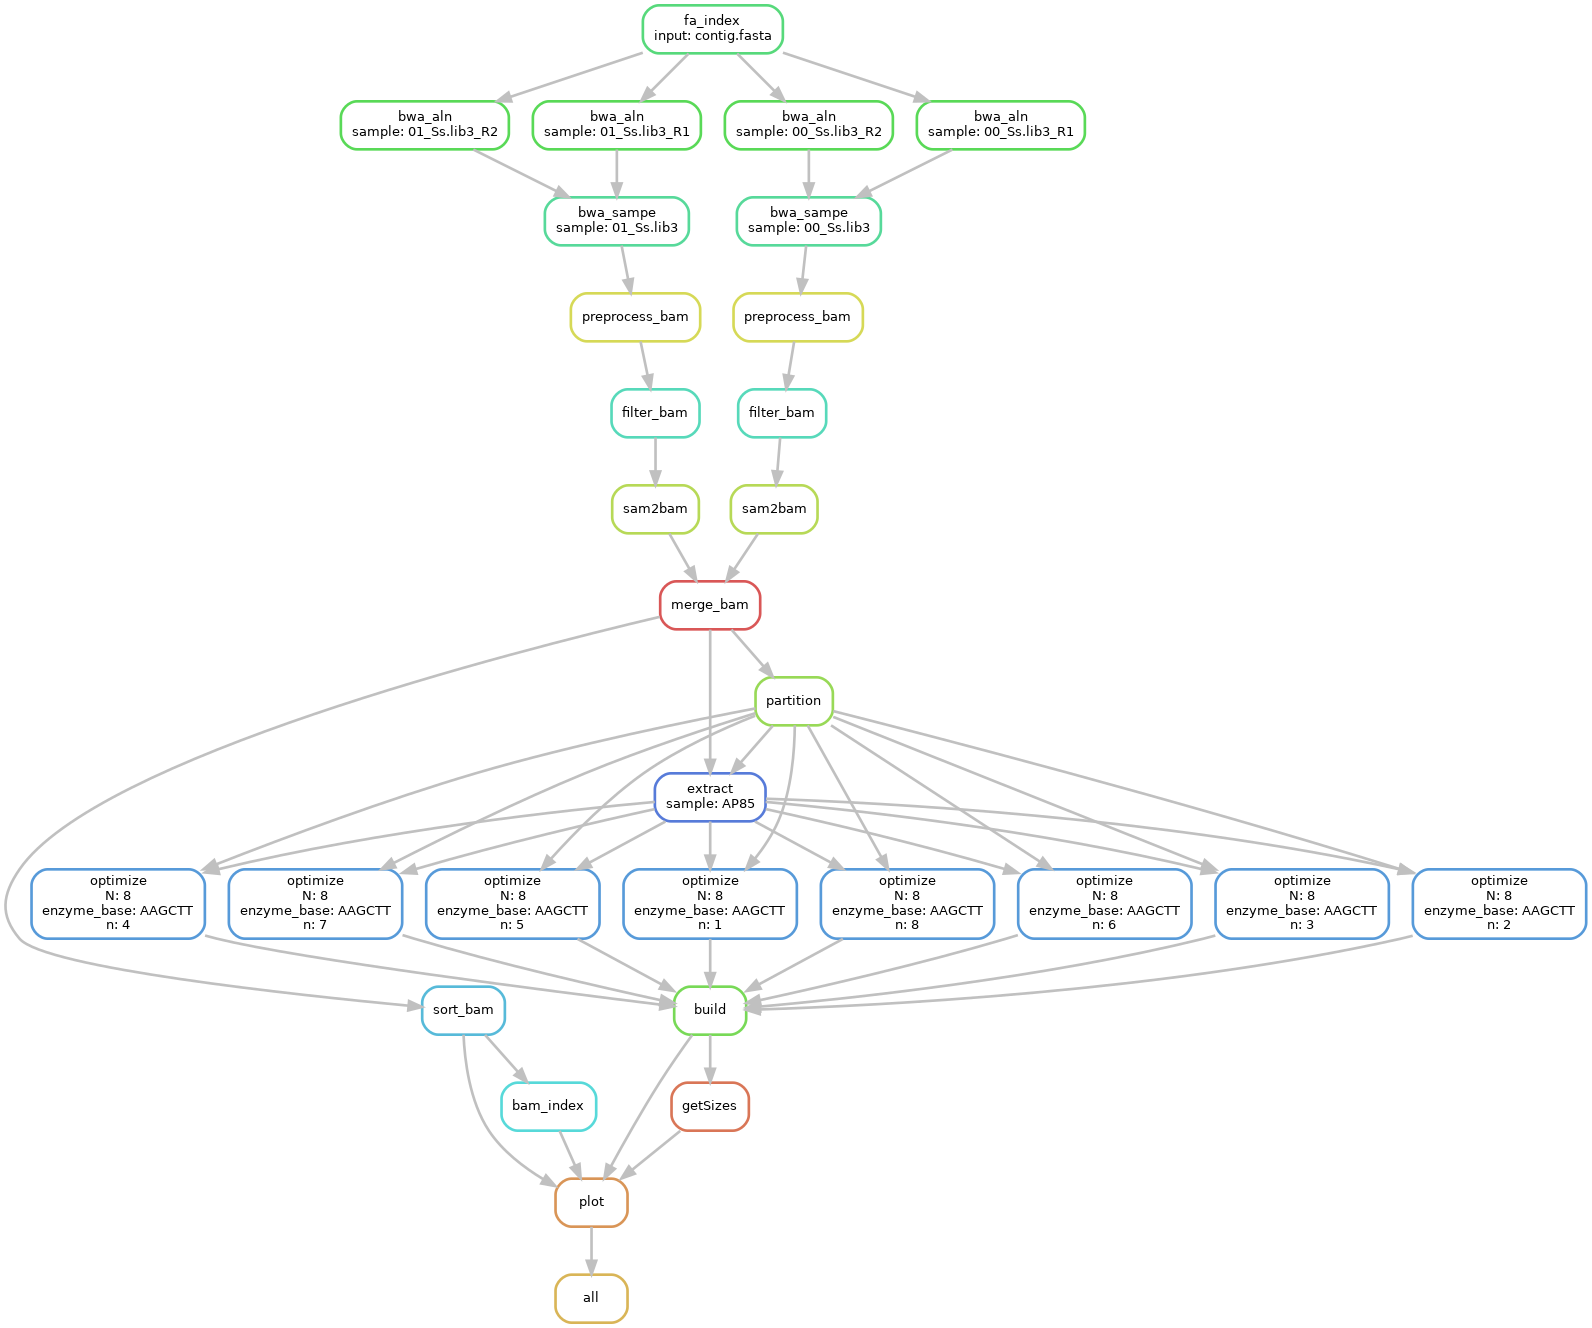 fa_index
input: contig.fasta
bwa_aln
sample: 01_Ss.lib3_R2
bwa_aln
sample: 01_Ss.lib3_R1
bwa_aln
sample: 00_Ss.lib3_R2
bwa_aln
sample: 00_Ss.lib3_R1
bwa_sampe
sample: 01_Ss.lib3
bwa_sampe
sample: 00_Ss.lib3
preprocess_bam
preprocess_bam
filter_bam
filter_bam
sam2bam
sam2bam
merge_bam
partition
extract
sample: AP85
optimize
N: 8
enzyme_base: AAGCTT
n: 4
optimize
N: 8
enzyme_base: AAGCTT
n: 7
optimize
N: 8
enzyme_base: AAGCTT
n: 5
optimize
N: 8
enzyme_base: AAGCTT
n: 1
optimize
N: 8
enzyme_base: AAGCTT
n: 8
optimize
N: 8
enzyme_base: AAGCTT
n: 6
optimize
N: 8
enzyme_base: AAGCTT
n: 3
optimize
N: 8
enzyme_base: AAGCTT
n: 2
sort_bam
build
bam_index
getSizes
plot
all